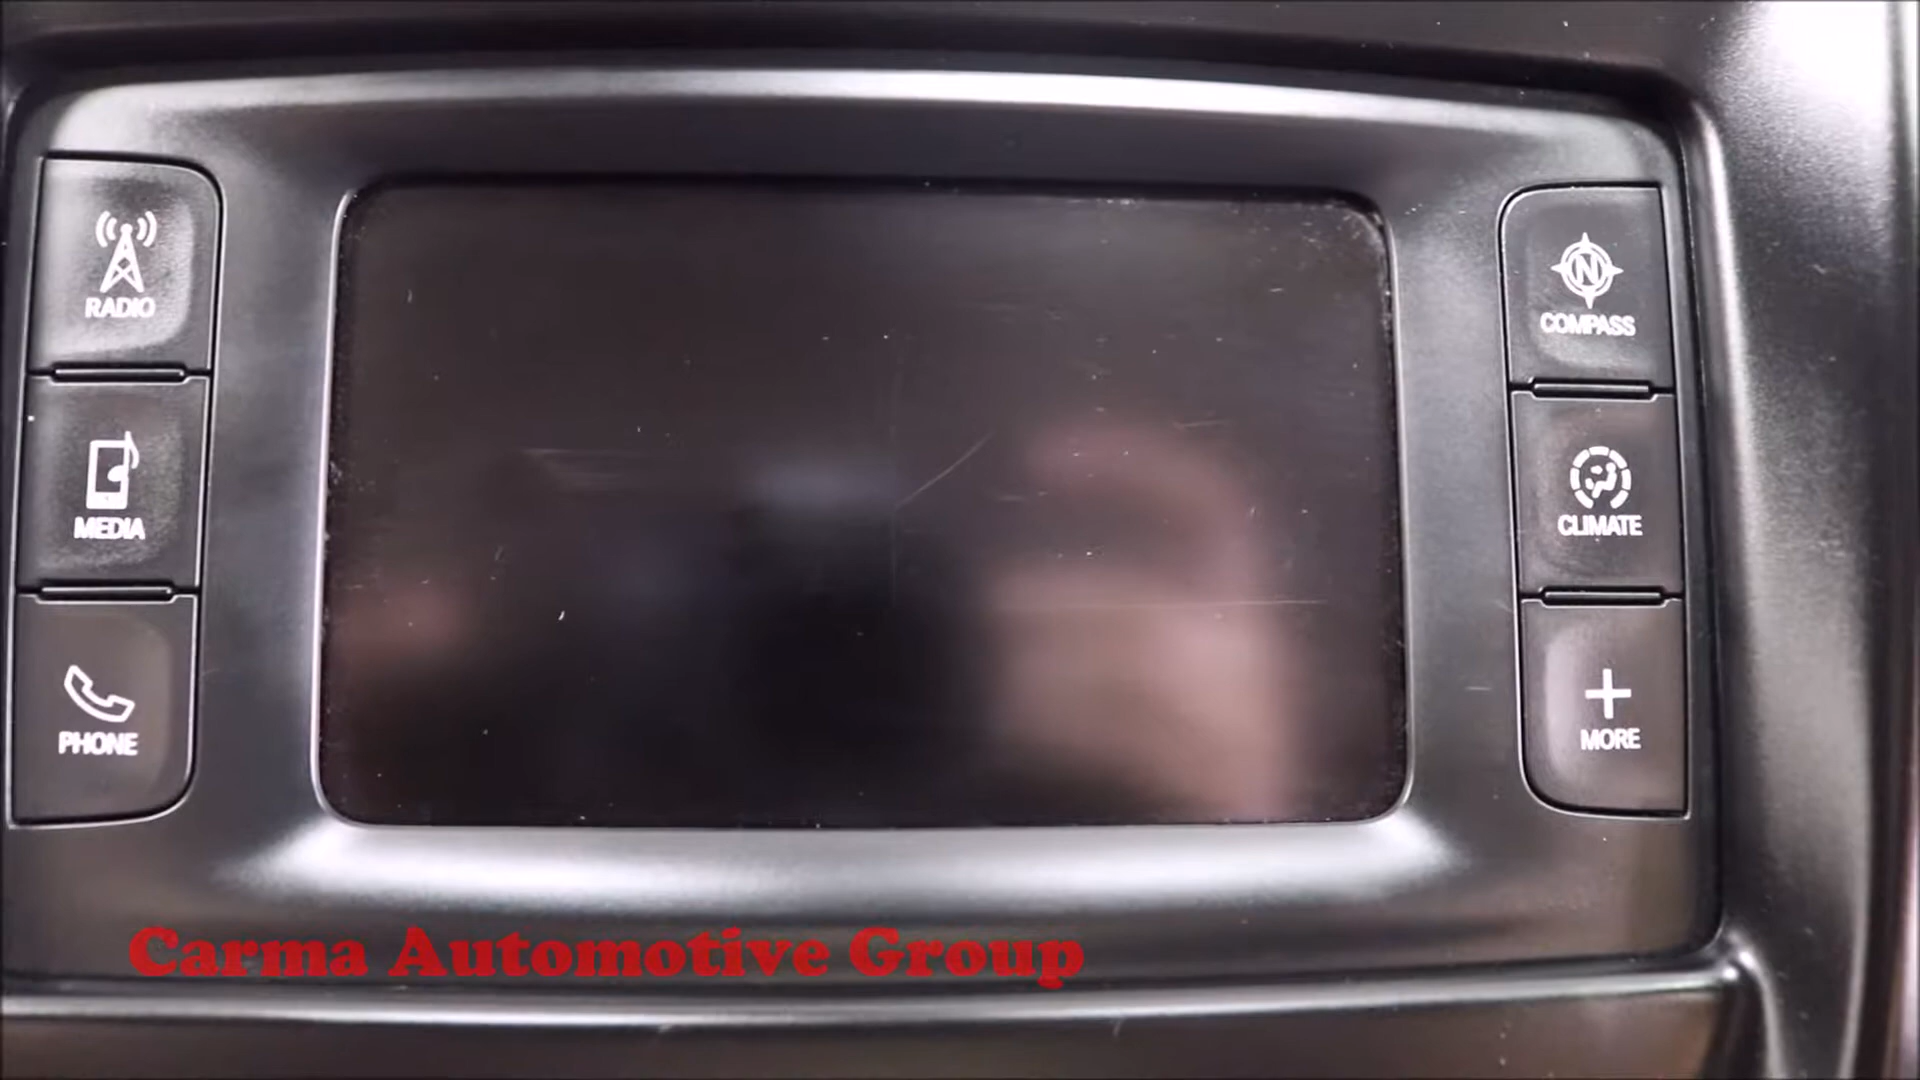 RADIO
MEDIA
PHONE
N
COMPASS
CLIMATE
MORE
Carma Automotive Group